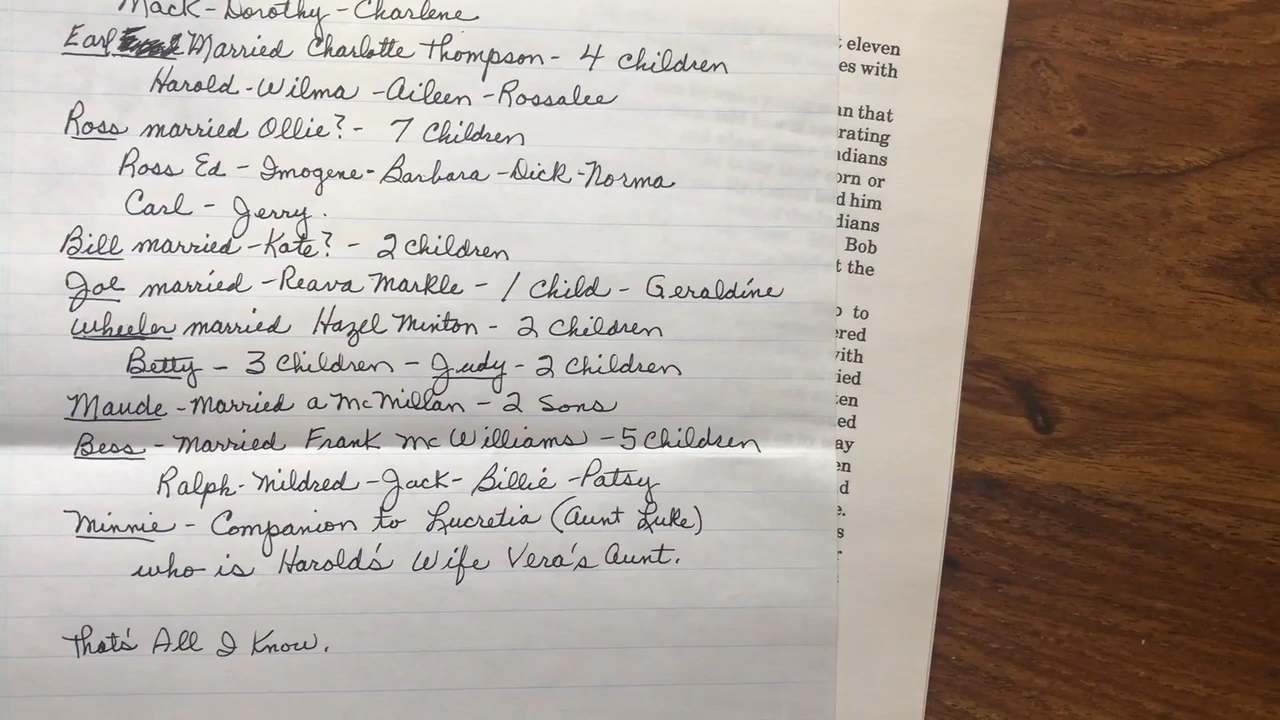 Mack - Dorothy - Charlene
Earl Married Charlotte Thompson - 4 Children
Harold - Wilma - Aileen - Rossalee
Ross married Ollie? - 7 Children
Ross Ed - Imogene - Barbara - Dick - Norma
Carl - Jerry.
Bill married - Kate? - 2 Children
Joe married - Reava Markle - 1 Child - Geraldine
Wheeler married Hazel Minton - 2 Children
Betty - 3 Children - Judy - 2 Children
Maude - Married a McMillan - 2 Sons
Bess - Married Frank McWilliams - 5 Children
Ralph - Mildred - Jack - Billie - Patsy
Minnie - Companion to Lucretia (Aunt Luke)
who is Harold's Wife Vera's Aunt.
That's All I Know.
eleven
es with
an that
rating
dians
orn or
d him
dians
Bob
t the
to
red
ith
ied
en
ed
ay
en
d
e.
s
r